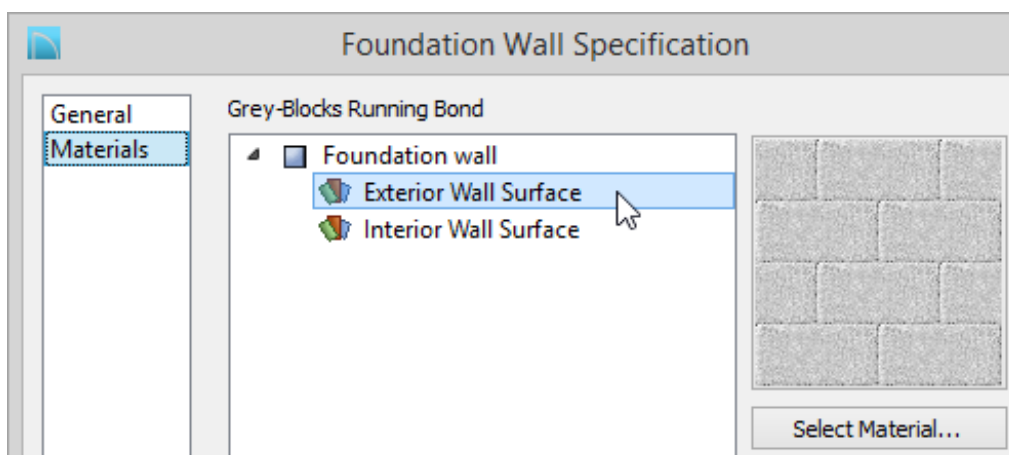 Foundation Wall Specification
General
Materials
Grey-Blocks Running Bond
Foundation wall
Exterior Wall Surface
Interior Wall Surface
Select Material...